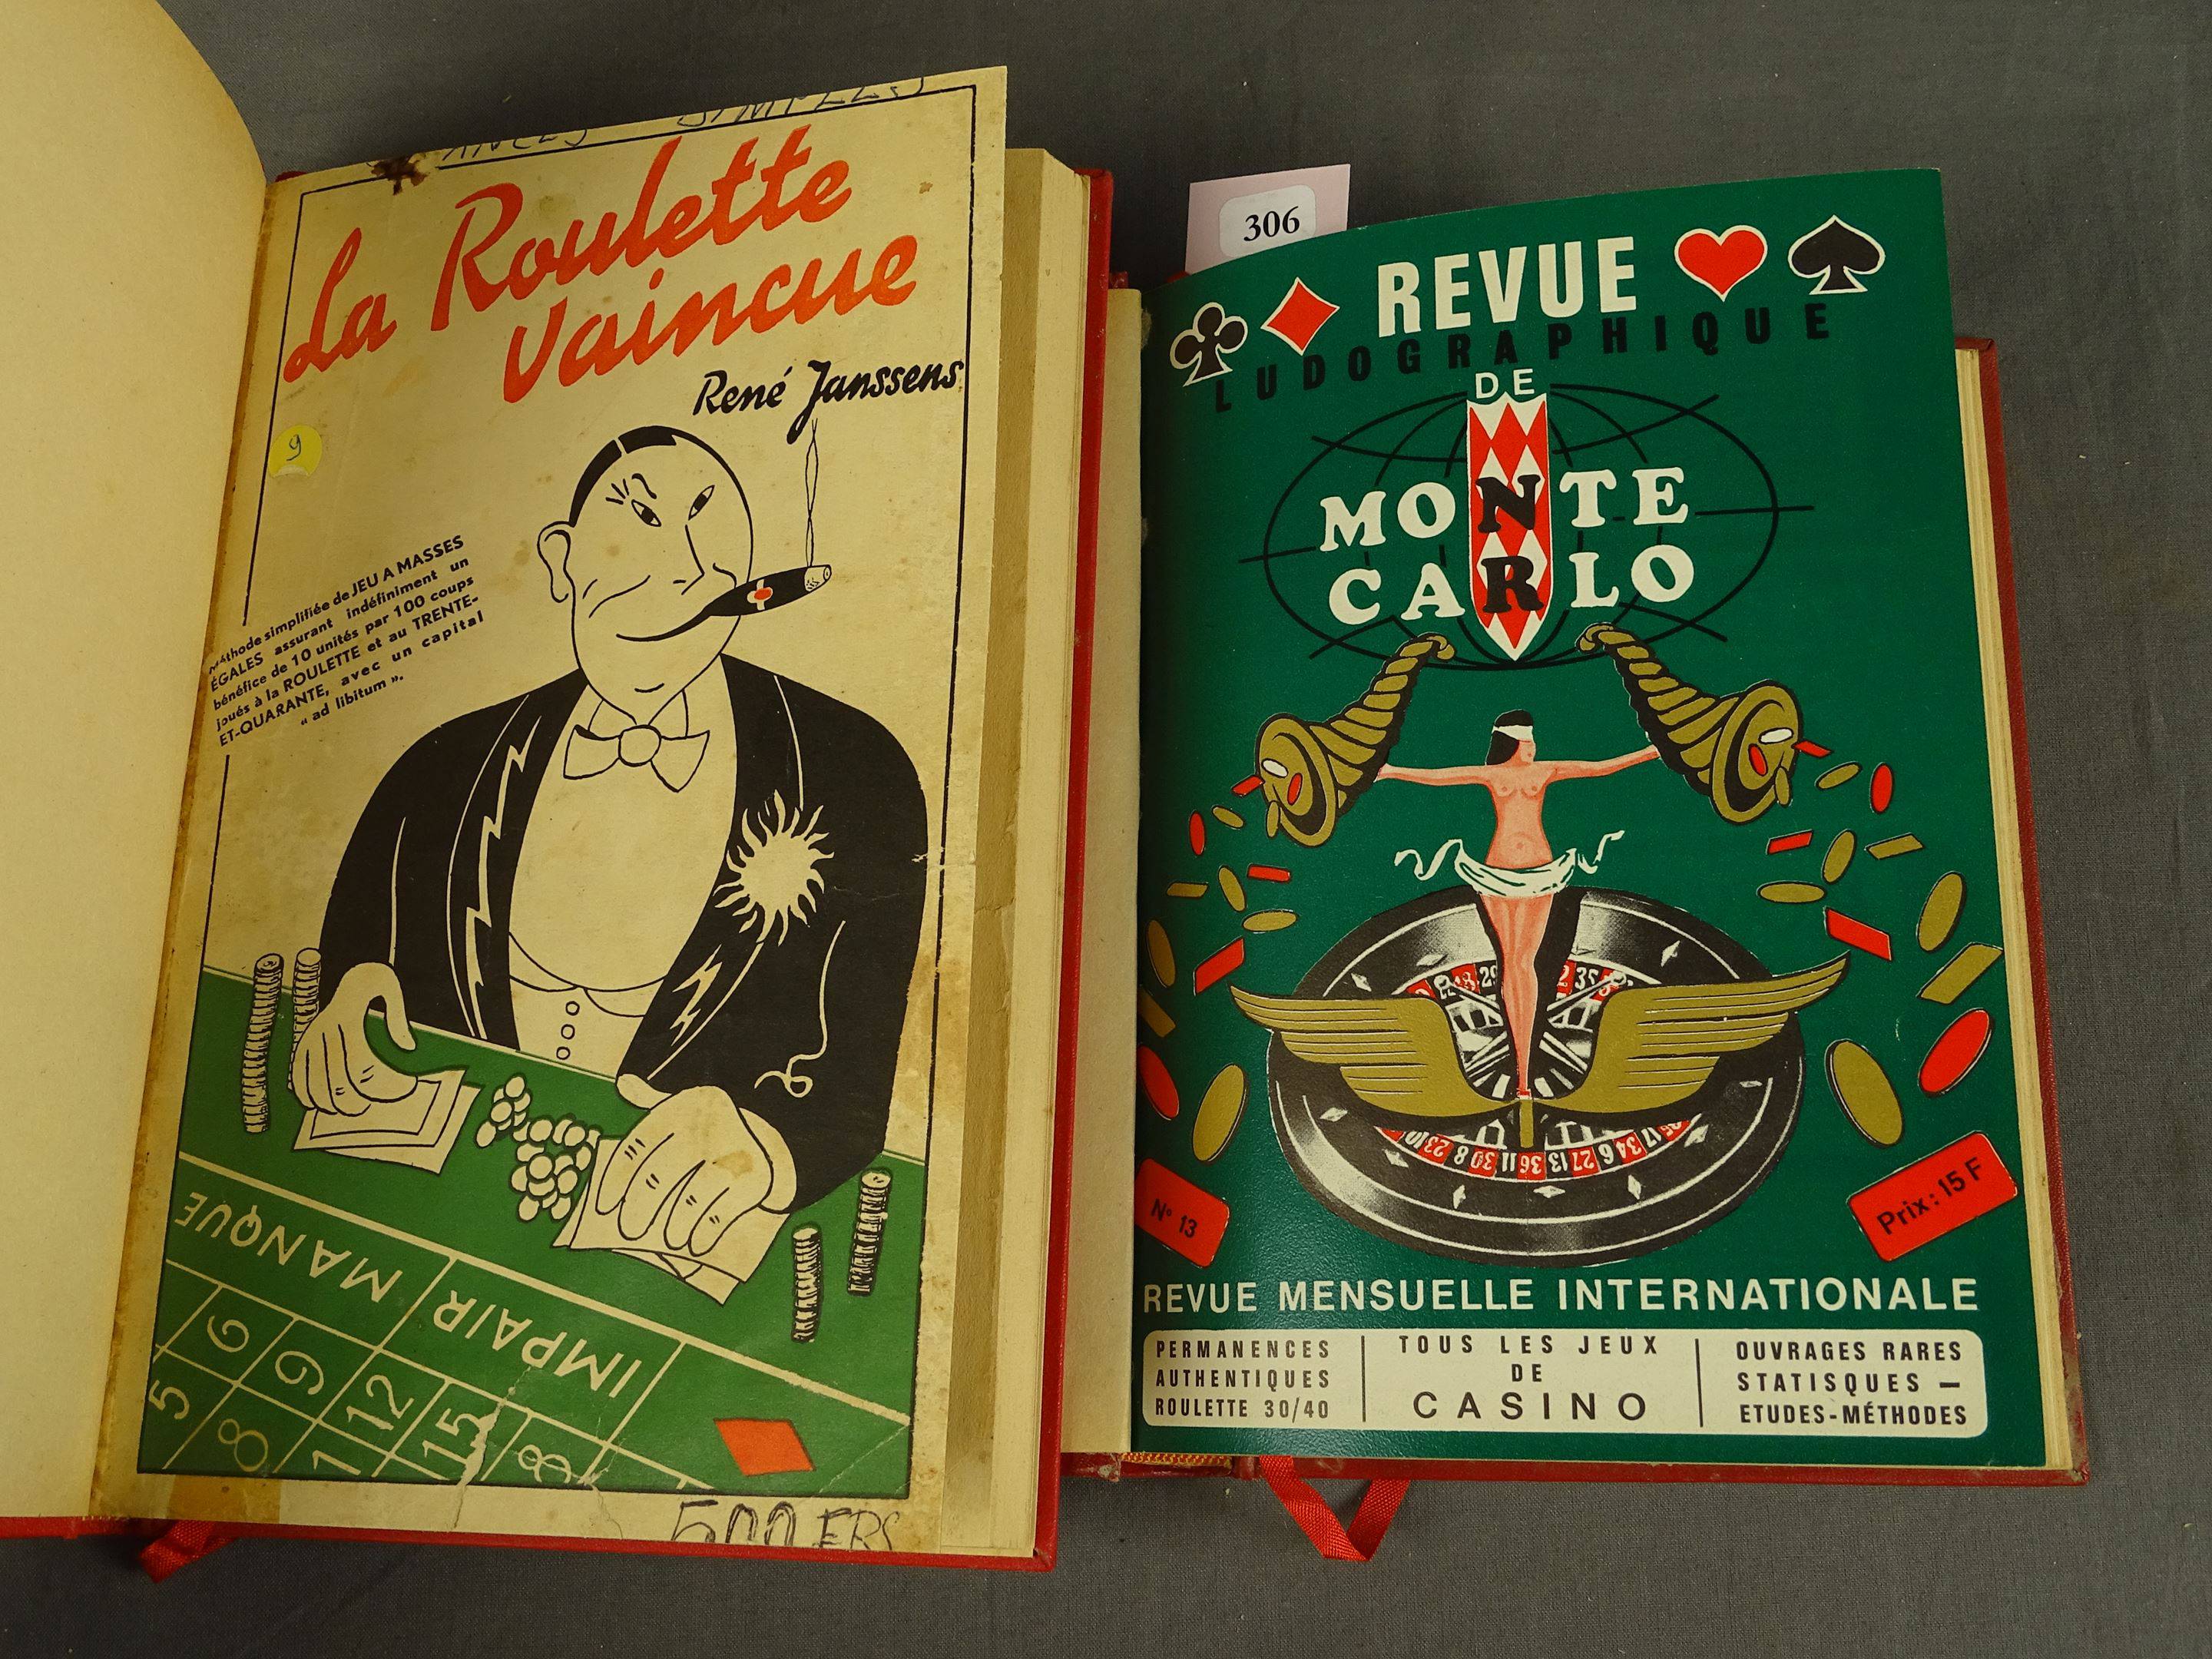 SIMPLES
La Roulette
vaincue
René Janssens
9
Méthode simplifiée de JEU A MASSES
ÉGALES assurant indéfiniment un
bénéfice de 10 unités par 100 coups
joués à la ROULETTE et au TRENTE-
ET-QUARANTE, avec un capital
« ad libitum ».
MANQUE
IMPAIR
6 9 12 15
5 8
500 FRS
306
REVUE
LUDOGRAPHIQUE
DE
MONTE
CARLO
N° 13
Prix : 15 F
REVUE MENSUELLE INTERNATIONALE
PERMANENCES
AUTHENTIQUES
ROULETTE 30/40
TOUS LES JEUX
DE
CASINO
OUVRAGES RARES
STATISQUES —
ETUDES-MÉTHODES